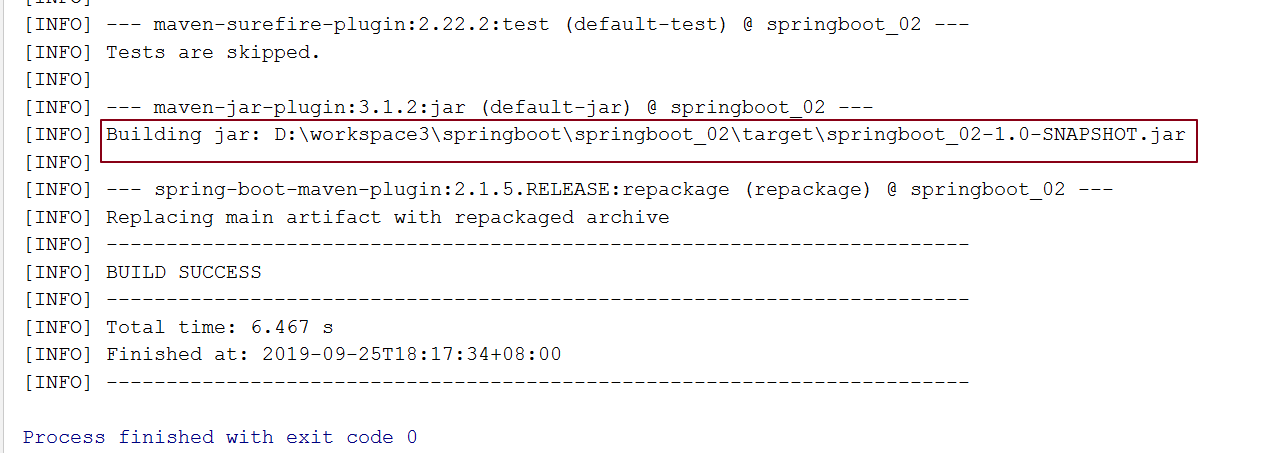 [INFO]
[INFO] --- maven-surefire-plugin:2.22.2:test (default-test) @ springboot_02 ---
[INFO] Tests are skipped.
[INFO]
[INFO] --- maven-jar-plugin:3.1.2:jar (default-jar) @ springboot_02 ---
[INFO] Building jar: D:\workspace3\springboot\springboot_02\target\springboot_02-1.0-SNAPSHOT.jar
[INFO]
[INFO] --- spring-boot-maven-plugin:2.1.5.RELEASE:repackage (repackage) @ springboot_02 ---
[INFO] Replacing main artifact with repackaged archive
[INFO] ------------------------------------------------------------------------
[INFO] BUILD SUCCESS
[INFO] ------------------------------------------------------------------------
[INFO] Total time: 6.467 s
[INFO] Finished at: 2019-09-25T18:17:34+08:00
[INFO] ------------------------------------------------------------------------
Process finished with exit code 0